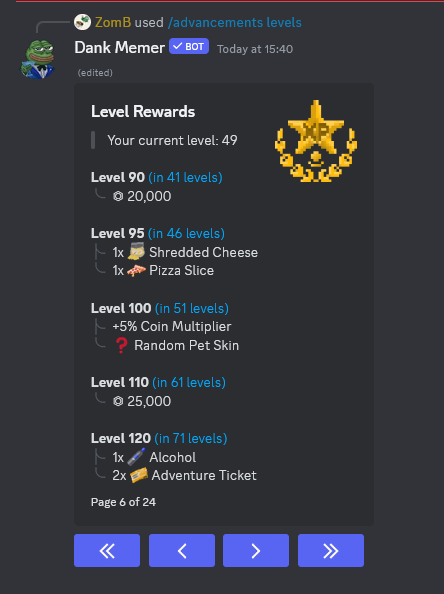 ZomB used /advancements levels
Dank Memer ✓ BOT Today at 15:40
(edited)
Level Rewards
Your current level: 49
XP
Level 90 (in 41 levels)
20,000
Level 95 (in 46 levels)
1x Shredded Cheese
1x Pizza Slice
Level 100 (in 51 levels)
+5% Coin Multiplier
❓ Random Pet Skin
Level 110 (in 61 levels)
25,000
Level 120 (in 71 levels)
1x Alcohol
2x Adventure Ticket
Page 6 of 24